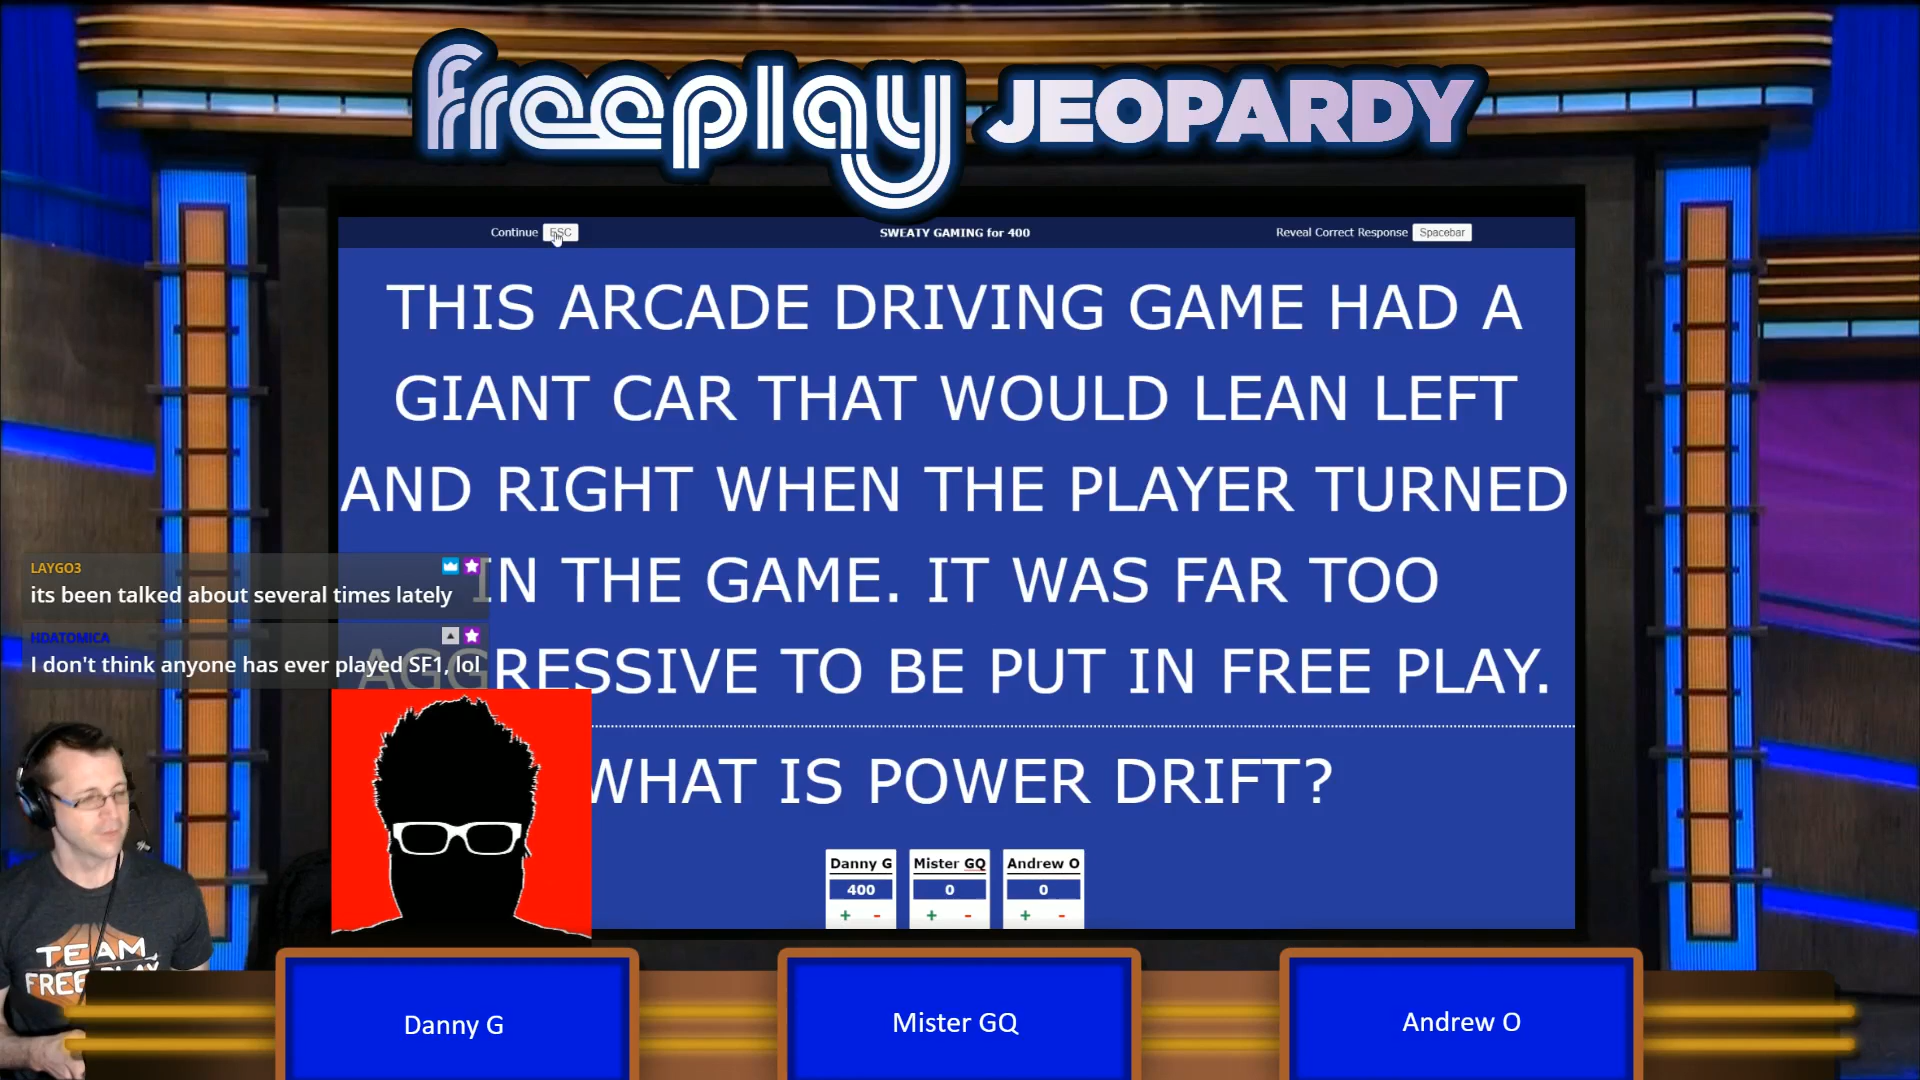 freeplay JEOPARDY
Continue ESC
SWEATY GAMING for 400
Reveal Correct Response Spacebar
THIS ARCADE DRIVING GAME HAD A
GIANT CAR THAT WOULD LEAN LEFT
AND RIGHT WHEN THE PLAYER TURNED
IN THE GAME. IT WAS FAR TOO
AGGRESSIVE TO BE PUT IN FREE PLAY.
WHAT IS POWER DRIFT?
LAYGO3
its been talked about several times lately
HDATOMICA
I don't think anyone has ever played SF1, lol
TEAM
FREE PLAY
Danny G
400
+ -
Mister GQ
0
+ -
Andrew O
0
+ -
Danny G
Mister GQ
Andrew O